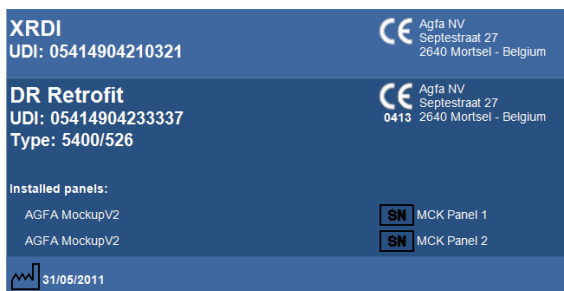 XRDI
UDI: 05414904210321
CE Agfa NV
Septestraat 27
2640 Mortsel - Belgium
DR Retrofit
UDI: 05414904233337
Type: 5400/526
CE Agfa NV
Septestraat 27
0413 2640 Mortsel - Belgium
Installed panels:
AGFA MockupV2 SN MCK Panel 1
AGFA MockupV2 SN MCK Panel 2
31/05/2011